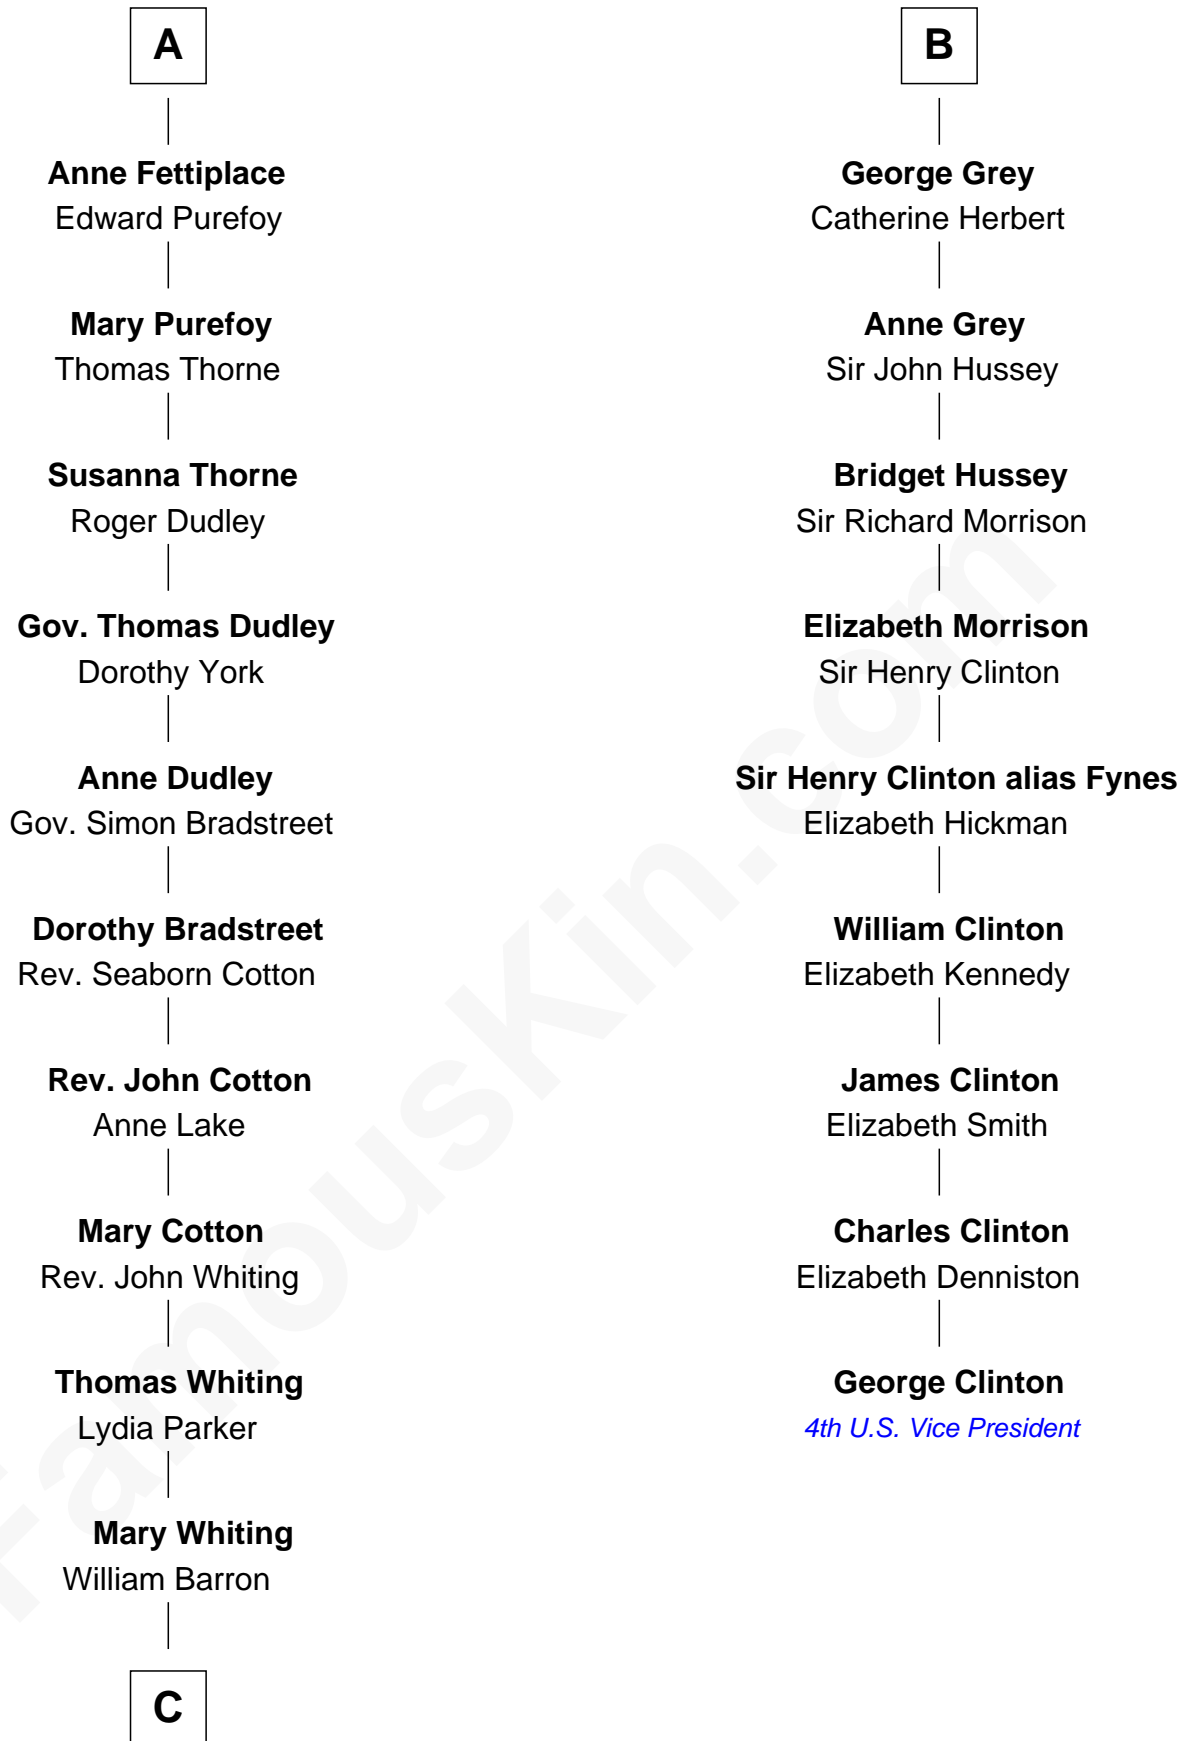 A
Anne Fettiplace
Edward Purefoy
Mary Purefoy
Thomas Thorne
Susanna Thorne
Roger Dudley
Gov. Thomas Dudley
Dorothy York
Anne Dudley
Gov. Simon Bradstreet
Dorothy Bradstreet
Rev. Seaborn Cotton
Rev. John Cotton
Anne Lake
Mary Cotton
Rev. John Whiting
Thomas Whiting
Lydia Parker
Mary Whiting
William Barron
C
B
George Grey
Catherine Herbert
Anne Grey
Sir John Hussey
Bridget Hussey
Sir Richard Morrison
Elizabeth Morrison
Sir Henry Clinton
Sir Henry Clinton alias Fynes
Elizabeth Hickman
William Clinton
Elizabeth Kennedy
James Clinton
Elizabeth Smith
Charles Clinton
Elizabeth Denniston
George Clinton
4th U.S. Vice President
FamousKin.com